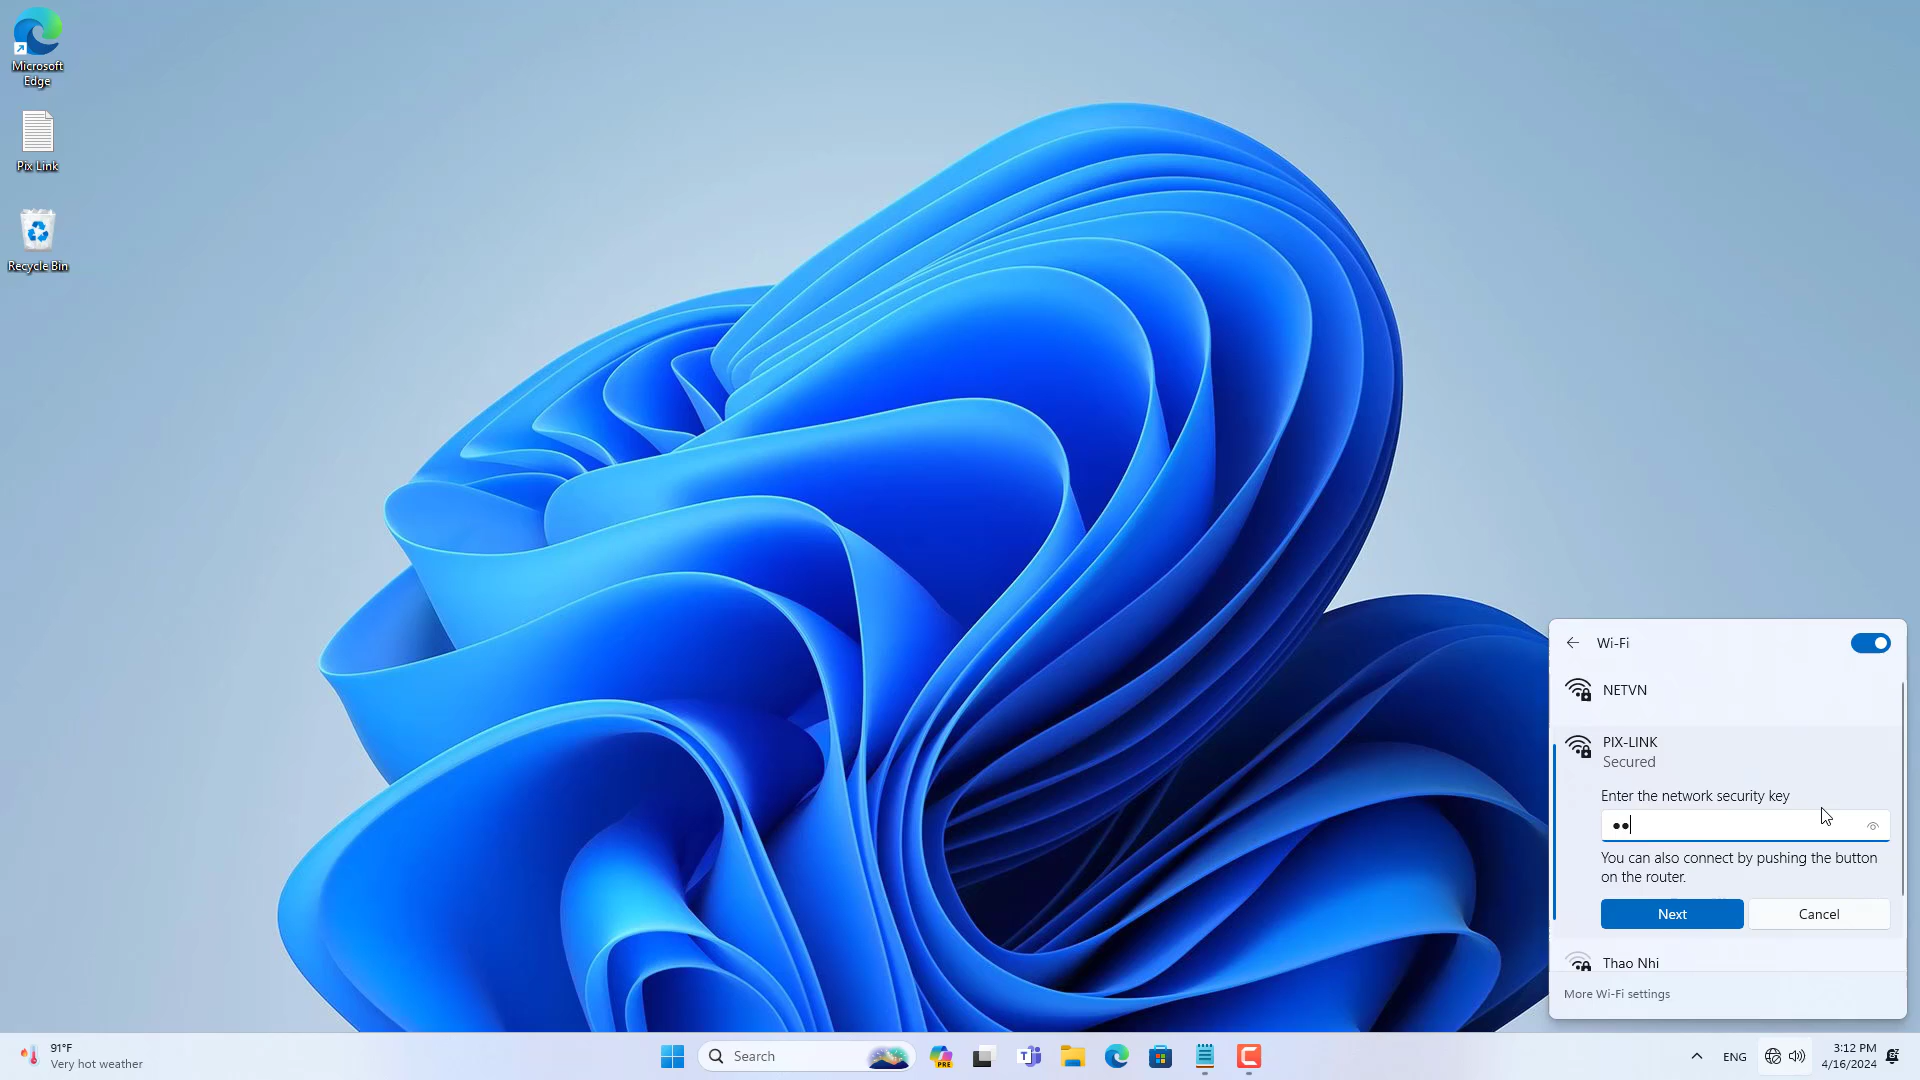 Microsoft
Edge
Pix Link
Recycle Bin
Wi-Fi
NETVN
PIX-LINK
Secured
Enter the network security key
You can also connect by pushing the button
on the router.
Next
Cancel
Thao Nhi
More Wi-Fi settings
91°F
Very hot weather
Search
PRE
T
C
ENG
3:12 PM
4/16/2024